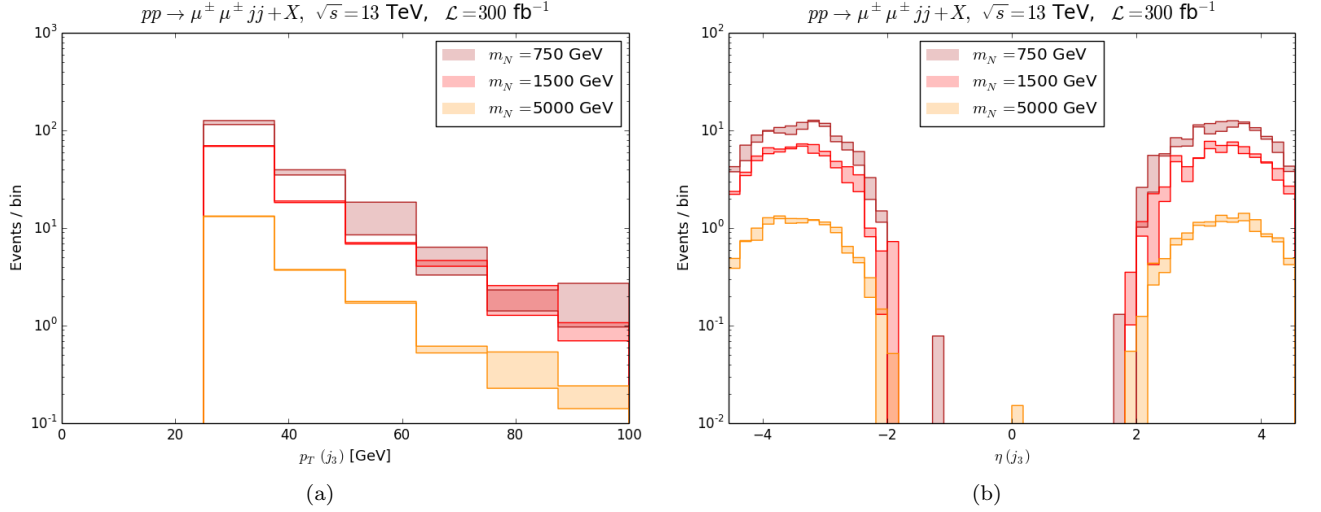 pp → μ± μ± jj + X, √s = 13 TeV, ℒ = 300 fb⁻¹
m_N = 750 GeV
m_N = 1500 GeV
m_N = 5000 GeV
Events / bin
10³
10²
10¹
10⁰
10⁻¹
0 20 40 60 80 100
p_T (j₃) [GeV]
(a)
pp → μ± μ± jj + X, √s = 13 TeV, ℒ = 300 fb⁻¹
m_N = 750 GeV
m_N = 1500 GeV
m_N = 5000 GeV
Events / bin
10²
10¹
10⁰
10⁻¹
10⁻²
−4 −2 0 2 4
η (j₃)
(b)